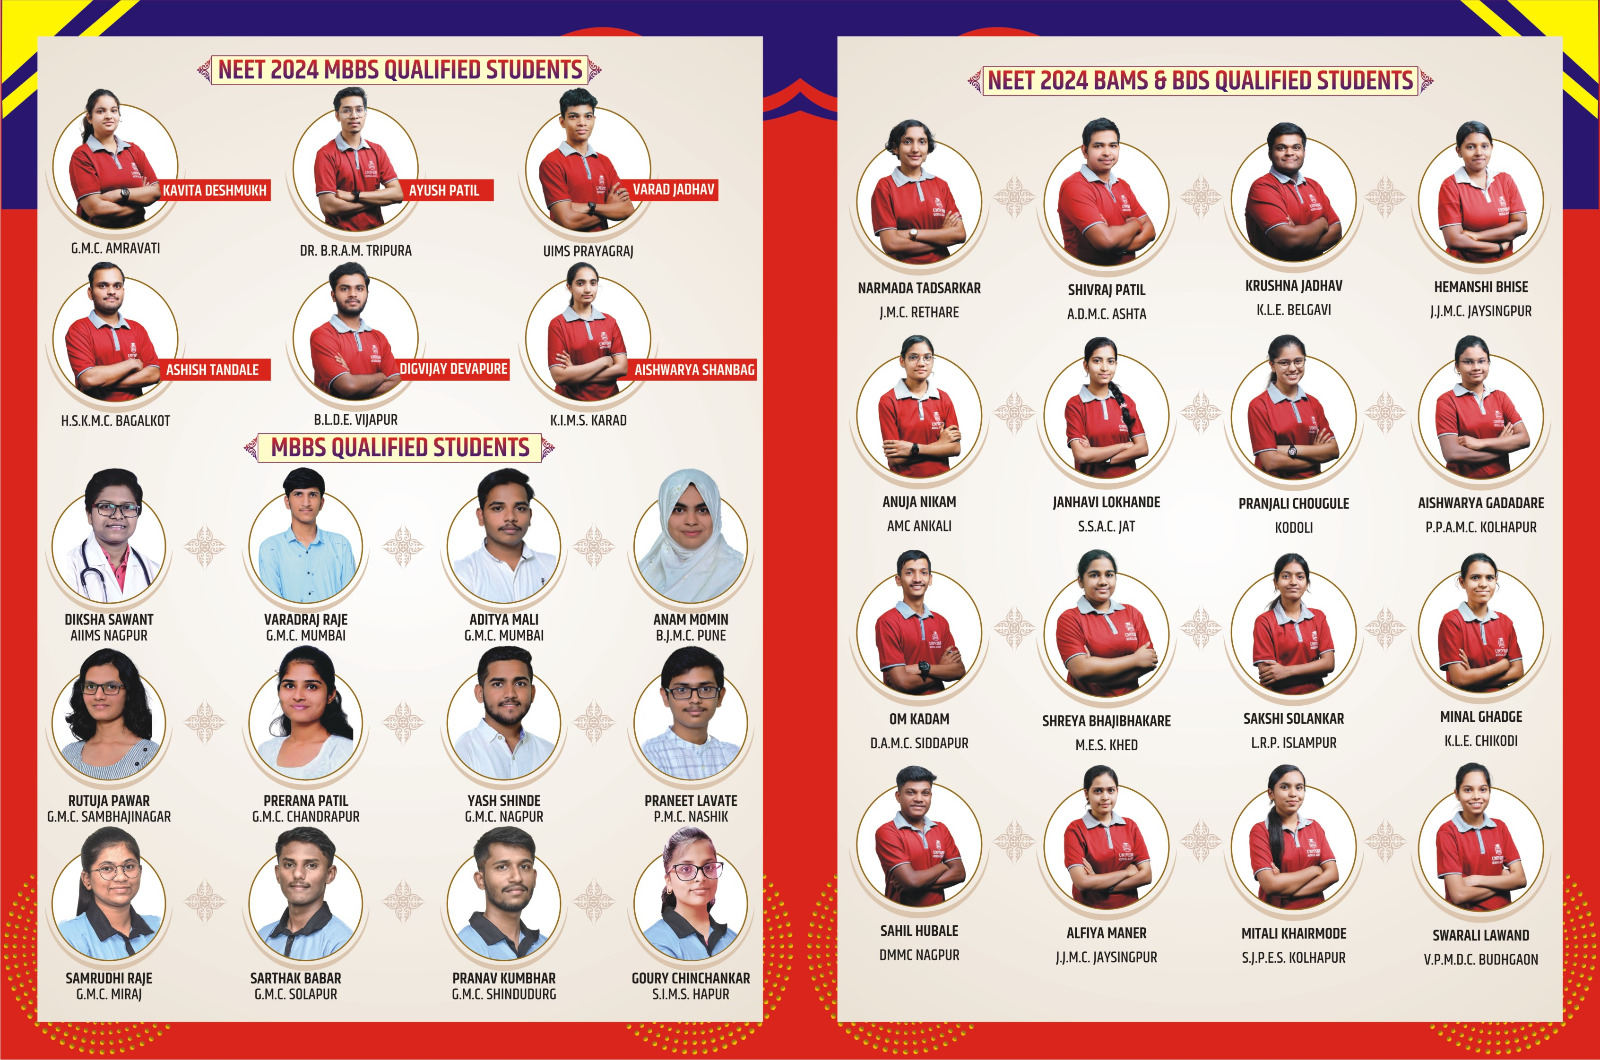 NEET 2024 MBBS QUALIFIED STUDENTS
KAVITA DESHMUKH
G.M.C. AMRAVATI
AYUSH PATIL
DR. B.R.A.M. TRIPURA
VARAD JADHAV
UIMS PRAYAGRAJ
ASHISH TANDALE
H.S.K.M.C. BAGALKOT
DIGVIJAY DEVAPURE
B.L.D.E. VIJAPUR
AISHWARYA SHANBAG
K.I.M.S. KARAD
MBBS QUALIFIED STUDENTS
DIKSHA SAWANT
AIIMS NAGPUR
VARADRAJ RAJE
G.M.C. MUMBAI
ADITYA MALI
G.M.C. MUMBAI
ANAM MOMIN
B.J.M.C. PUNE
RUTUJA PAWAR
G.M.C. SAMBHAJINAGAR
PRERANA PATIL
G.M.C. CHANDRAPUR
YASH SHINDE
G.M.C. NAGPUR
PRANEET LAVATE
P.M.C. NASHIK
SAMRUDHI RAJE
G.M.C. MIRAJ
SARTHAK BABAR
G.M.C. SOLAPUR
PRANAV KUMBHAR
G.M.C. SHINDUDURG
GOURY CHINCHANKAR
S.I.M.S. HAPUR
NEET 2024 BAMS & BDS QUALIFIED STUDENTS
NARMADA TADSARKAR
J.M.C. RETHARE
SHIVRAJ PATIL
A.D.M.C. ASHTA
KRUSHNA JADHAV
K.L.E. BELGAVI
HEMANSHI BHISE
J.J.M.C. JAYSINGPUR
ANUJA NIKAM
AMC ANKALI
JANHAVI LOKHANDE
S.S.A.C. JAT
PRANJALI CHOUGULE
KODOLI
AISHWARYA GADADARE
P.P.A.M.C. KOLHAPUR
OM KADAM
D.A.M.C. SIDDAPUR
SHREYA BHAJIBHAKARE
M.E.S. KHED
SAKSHI SOLANKAR
L.R.P. ISLAMPUR
MINAL GHADGE
K.L.E. CHIKODI
SAHIL HUBALE
DMMC NAGPUR
ALFIYA MANER
J.J.M.C. JAYSINGPUR
MITALI KHAIRMODE
S.J.P.E.S. KOLHAPUR
SWARALI LAWAND
V.P.M.D.C. BUDHGAON